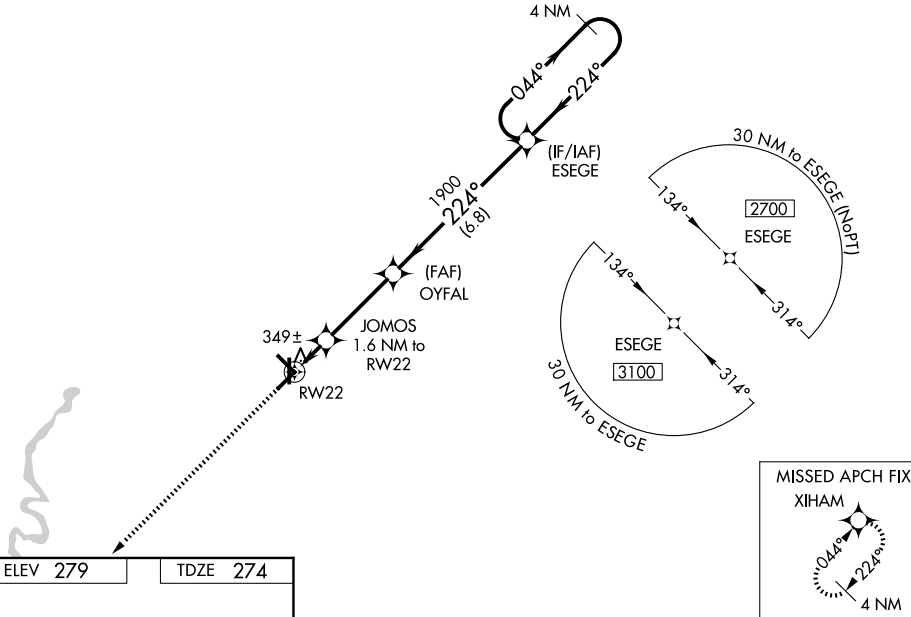 4 NM
044°
224°
(IF/IAF)
ESEGE
1900
224°
(6.8)
(FAF)
OYFAL
JOMOS
1.6 NM to
RW22
349±
RW22
30 NM to ESEGE (NoPT)
134°
2700
ESEGE
314°
134°
ESEGE
3100
314°
30 NM to ESEGE
MISSED APCH FIX
XIHAM
044°
224°
4 NM
ELEV 279
TDZE 274